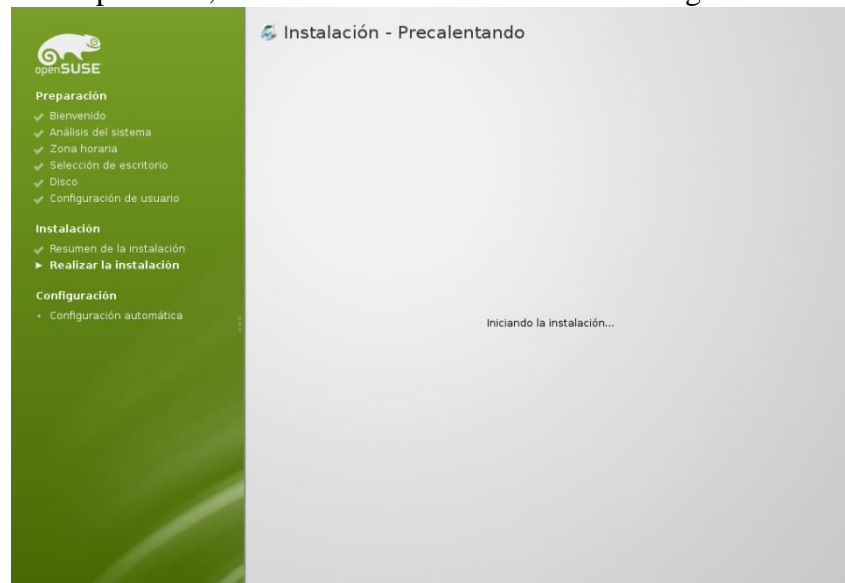 Instalación - Precalentando
openSUSE
Preparación
Bienvenido
Análisis del sistema
Zona horaria
Selección de escritorio
Disco
Configuración de usuario
Instalación
Resumen de la instalación
Realizar la instalación
Configuración
Configuración automática
Iniciando la instalación...